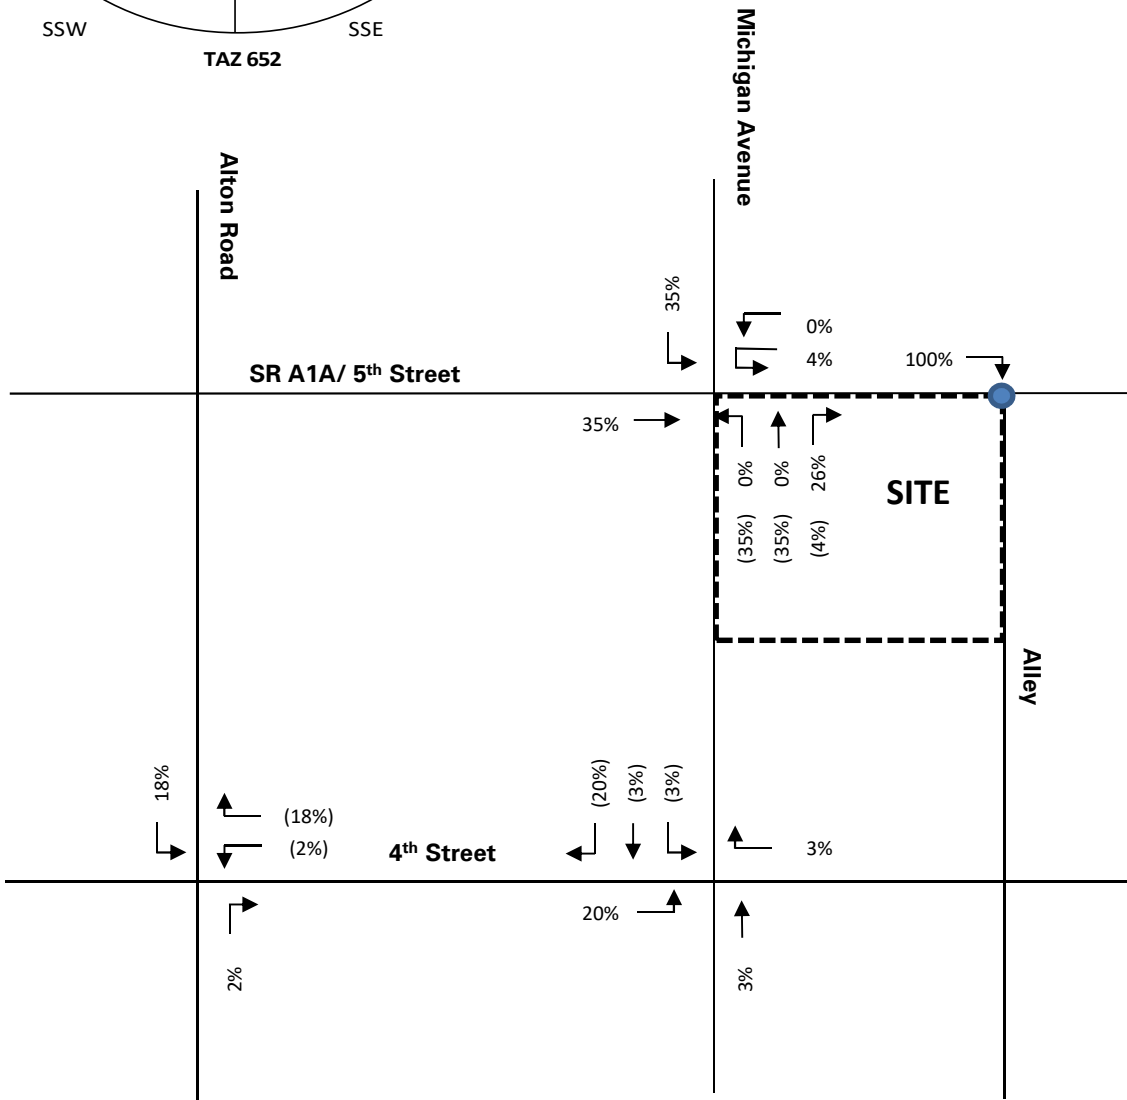 SSW
SSE
TAZ 652
Michigan Avenue
Alton Road
35%
0%
4%
100%
SR A1A/ 5th Street
35%
0%
0%
26%
SITE
(35%)
(35%)
(4%)
Alley
18%
(20%)
(3%)
(3%)
(18%)
(2%)
4th Street
3%
20%
2%
3%